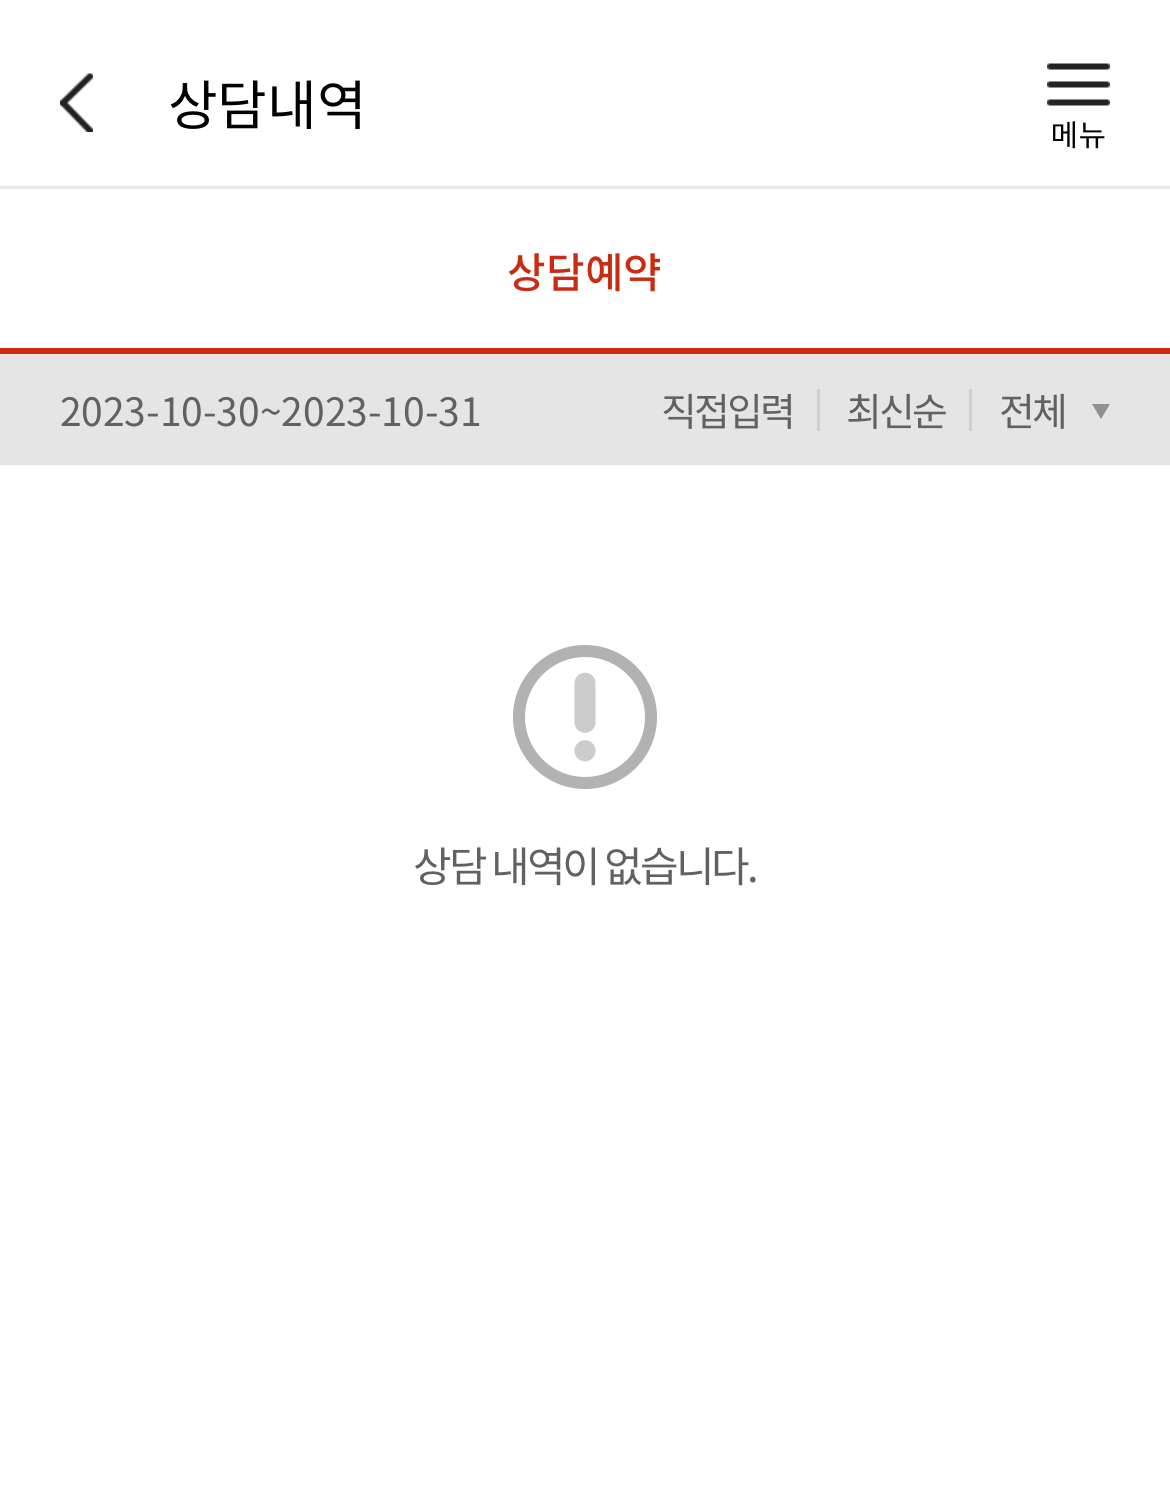 상담내역
메뉴
상담예약
2023-10-30~2023-10-31 직접입력 최신순 전체
상담 내역이 없습니다.